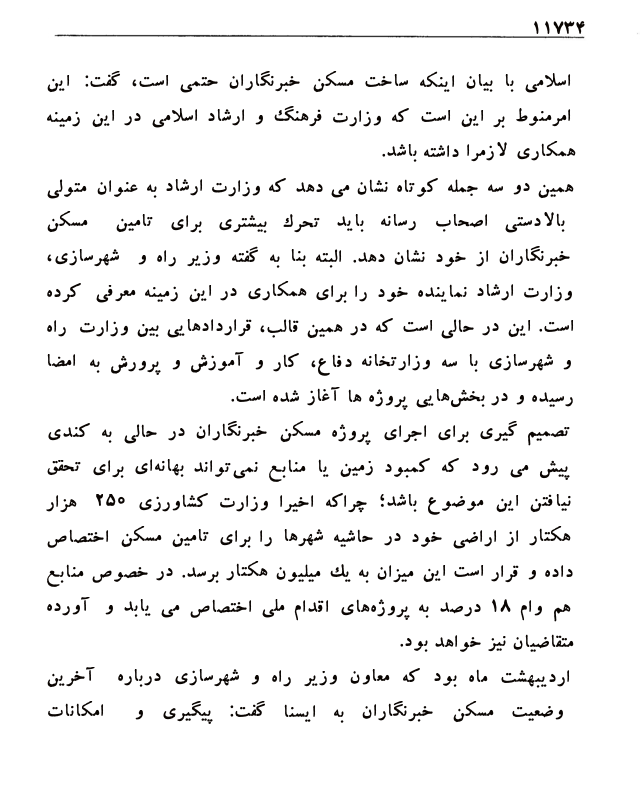 ۱۱۷۳۴
اسلامی با بیان اینکه ساخت مسکن خبرنگاران حتمی است، گفت: این
امرمنوط بر این است که وزارت فرهنگ و ارشاد اسلامی در این زمینه
همکاری لازمرا داشته باشد.
همین دو سه جمله کوتاه نشان می دهد که وزارت ارشاد به عنوان متولی
بالادستی اصحاب رسانه باید تحرك بیشتری برای تامین مسکن
خبرنگاران از خود نشان دهد. البته بنا به گفته وزیر راه و شهرسازی،
وزارت ارشاد نماینده خود را برای همکاری در این زمینه معرفی کرده
است. این در حالی است که در همین قالب، قراردادهایی بین وزارت راه
و شهرسازی با سه وزارتخانه دفاع، کار و آموزش و پرورش به امضا
رسیده و در بخش‌هایی پروژه ها آغاز شده است.
تصمیم گیری برای اجرای پروژه مسکن خبرنگاران در حالی به کندی
پیش می رود که کمبود زمین یا منابع نمی‌تواند بهانه‌ای برای تحقق
نیافتن این موضوع باشد؛ چراکه اخیرا وزارت کشاورزی ۲۵۰ هزار
هکتار از اراضی خود در حاشیه شهرها را برای تامین مسکن اختصاص
داده و قرار است این میزان به یك میلیون هکتار برسد. در خصوص منابع
هم وام ۱۸ درصد به پروژه‌های اقدام ملی اختصاص می یابد و آورده
متقاضیان نیز خواهد بود.
اردیبهشت ماه بود که معاون وزیر راه و شهرسازی درباره آخرین
وضعیت مسکن خبرنگاران به ایسنا گفت: پیگیری و امکانات